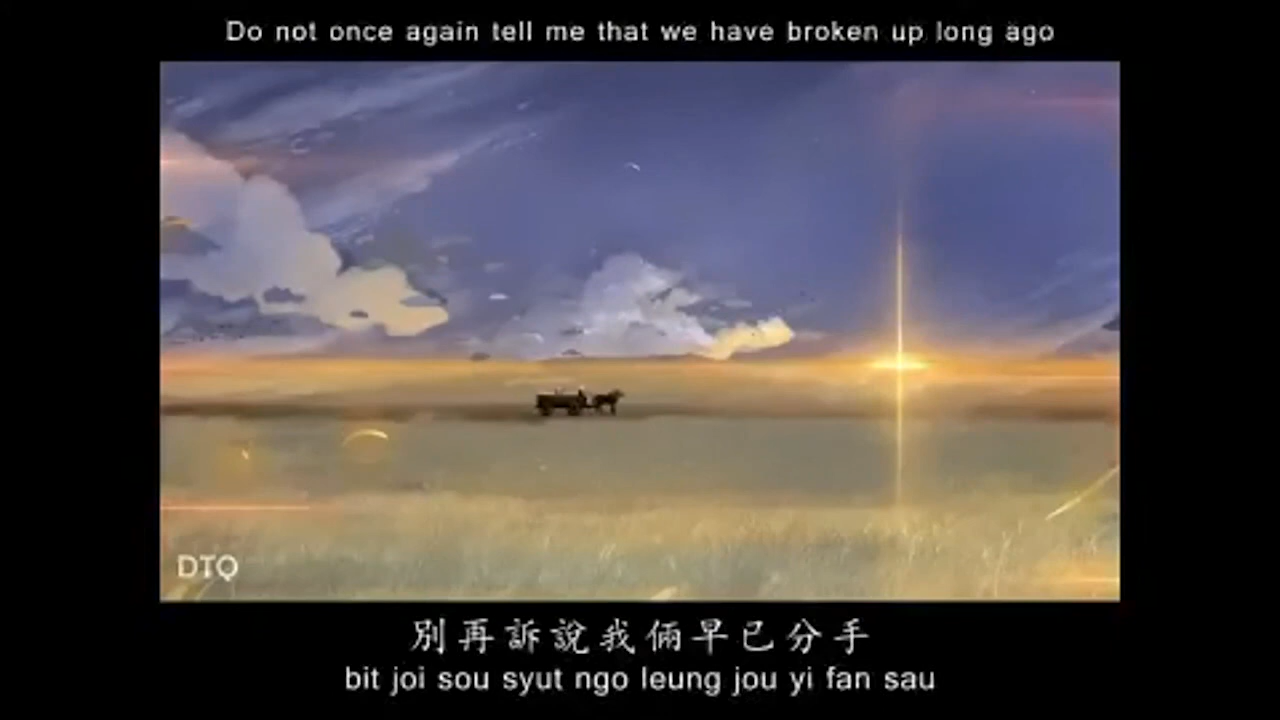 Do not once again tell me that we have broken up long ago
DTQ
別再訴說我倆早已分手
bit joi sou syut ngo leung jou yi fan sau